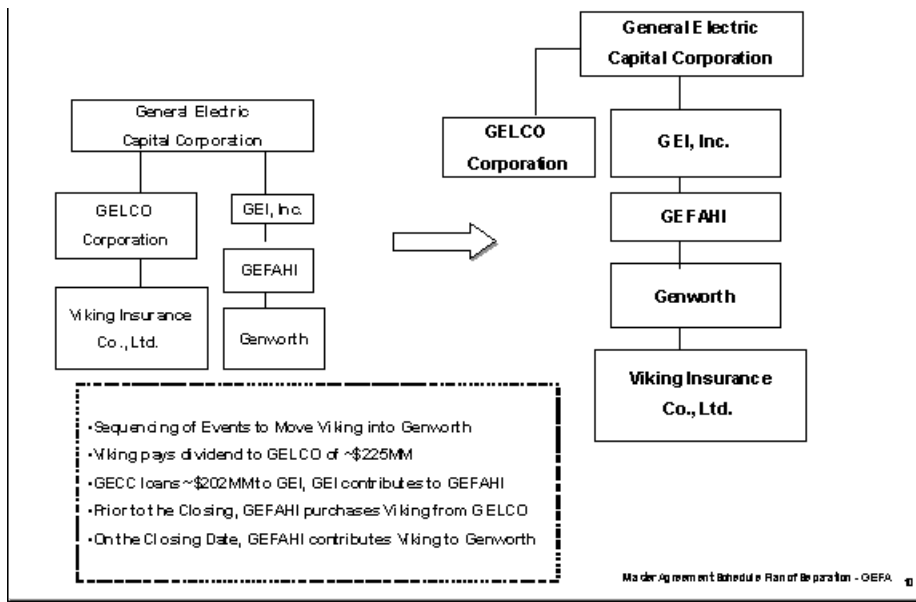 General Electric
Capital Corporation
GELCO
Corporation
GEI, Inc.
GEFAHI
Viking Insurance
Co., Ltd.
Genworth
General Electric
Capital Corporation
GELCO
Corporation
GEI, Inc.
GEFAHI
Genworth
Viking Insurance
Co., Ltd.
•Sequencing of Events to Move Viking into Genworth
•Viking pays dividend to GELCO of ~$225MM
•GECC loans ~$202MM to GEI, GEI contributes to GEFAHI
•Prior to the Closing, GEFAHI purchases Viking from GELCO
•On the Closing Date, GEFAHI contributes Viking to Genworth
Master Agreement Schedule Plan of Separation - GEFA 10